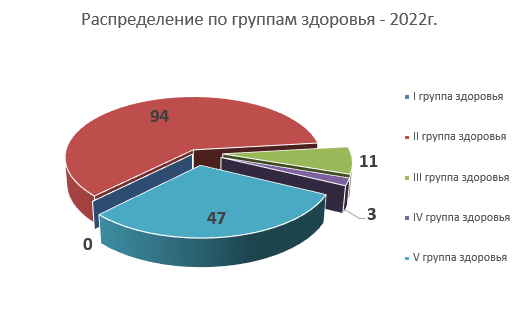 Распределение по группам здоровья - 2022г.
94
11
3
47
0
I группа здоровья
II группа здоровья
III группа здоровья
IV группа здоровья
V группа здоровья